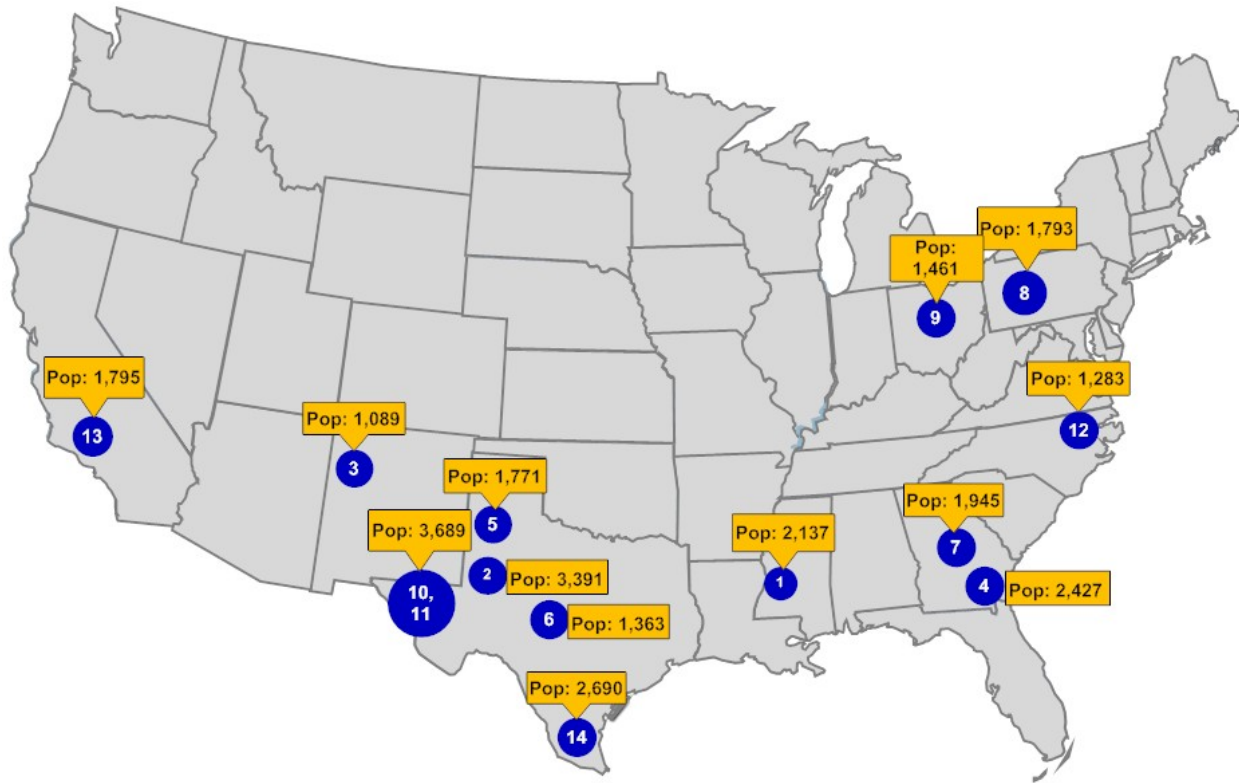 Pop: 1,793
8
Pop:
1,461
9
Pop: 1,795
13
Pop: 1,283
12
Pop: 1,089
3
Pop: 1,771
5
Pop: 1,945
7
Pop: 3,689
10,
11
2
Pop: 3,391
Pop: 2,137
1
4
Pop: 2,427
6
Pop: 1,363
Pop: 2,690
14